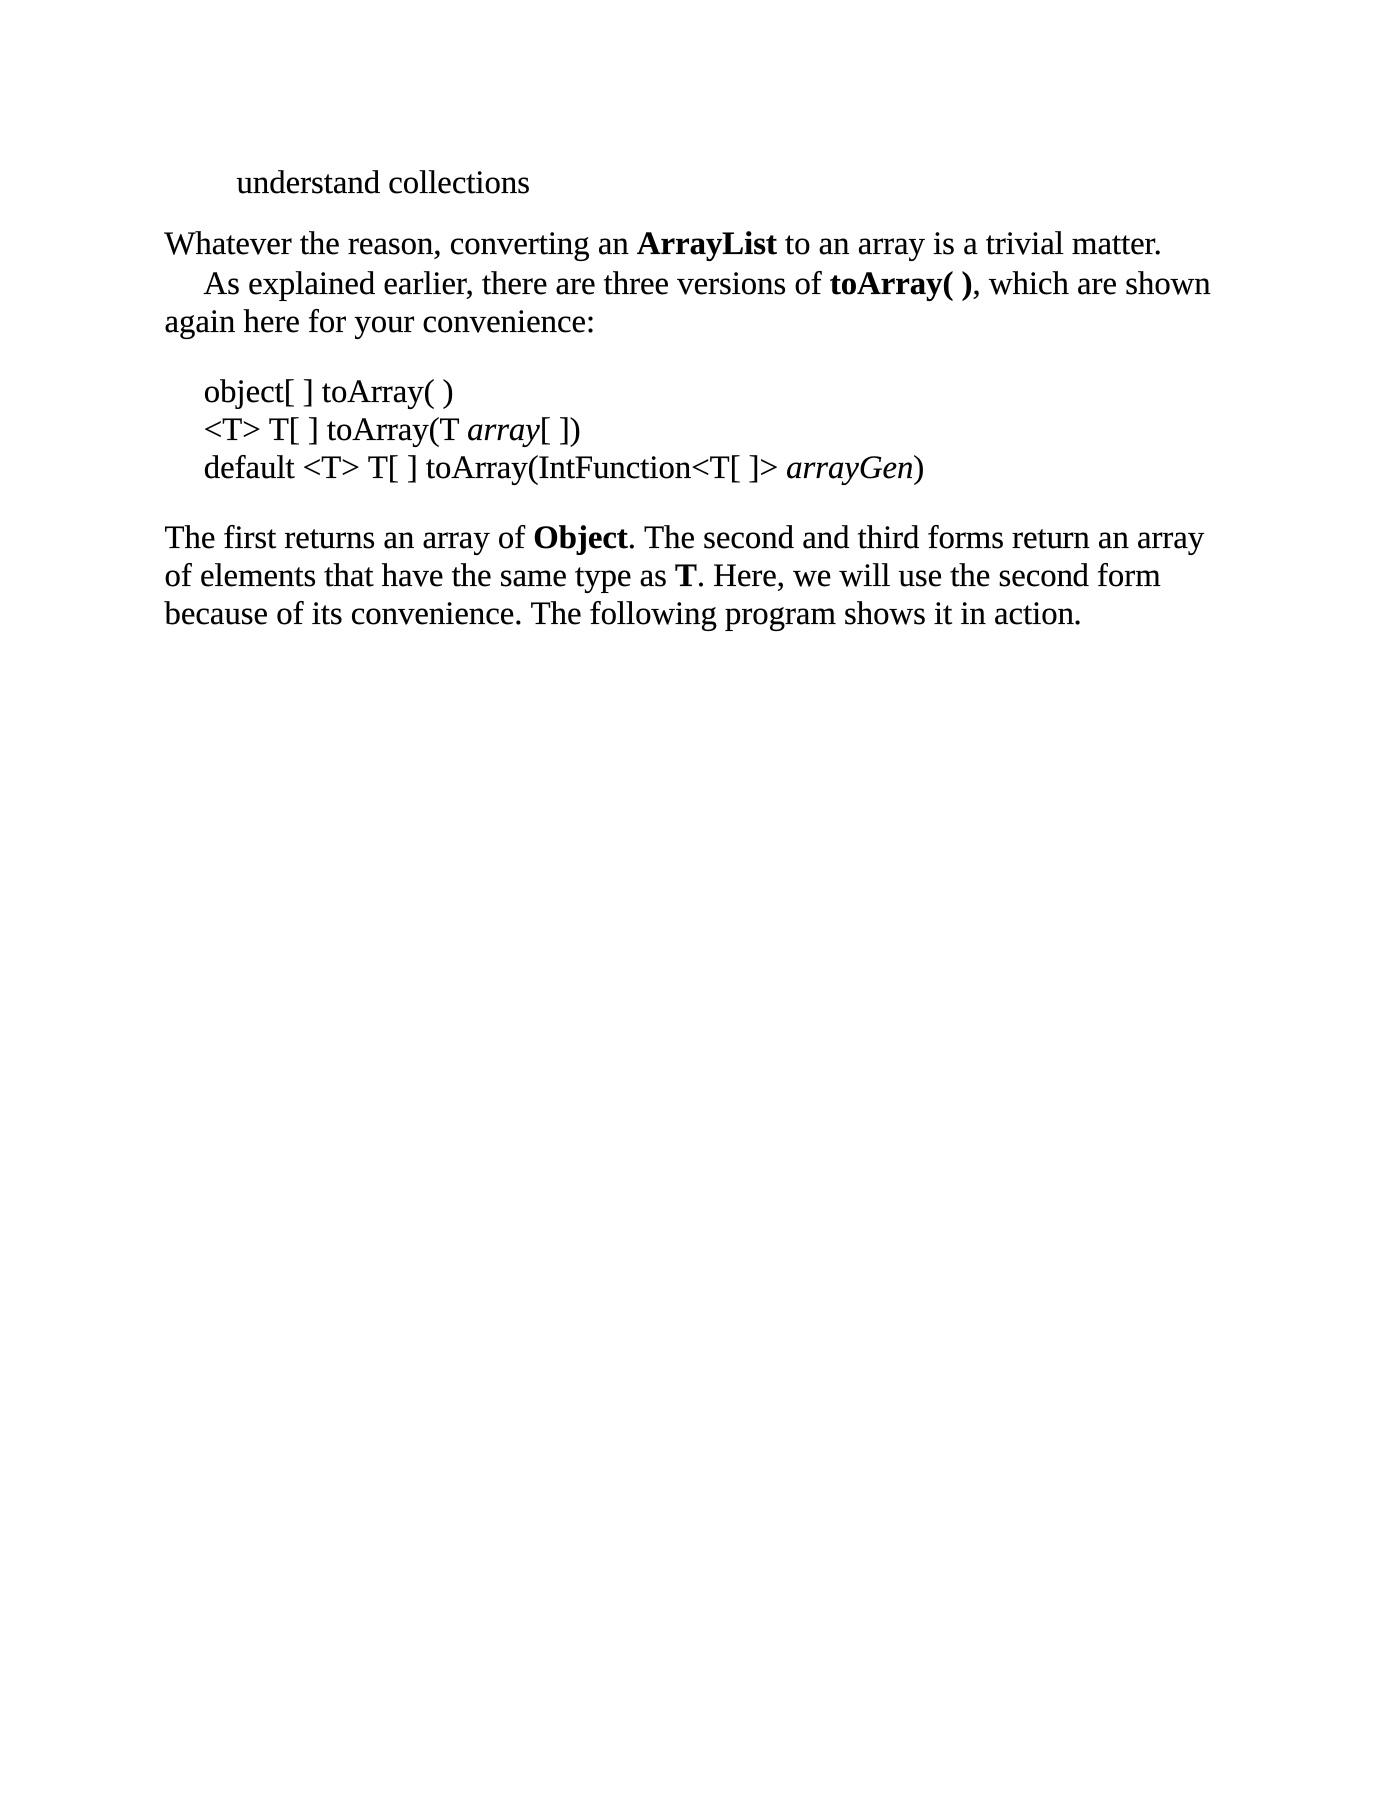 understand collections
Whatever the reason, converting an ArrayList to an array is a trivial matter.
As explained earlier, there are three versions of toArray( ), which are shown
again here for your convenience:
object[ ] toArray( )
<T> T[ ] toArray(T array[ ])
default <T> T[ ] toArray(IntFunction<T[ ]> arrayGen)
The first returns an array of Object. The second and third forms return an array
of elements that have the same type as T. Here, we will use the second form
because of its convenience. The following program shows it in action.